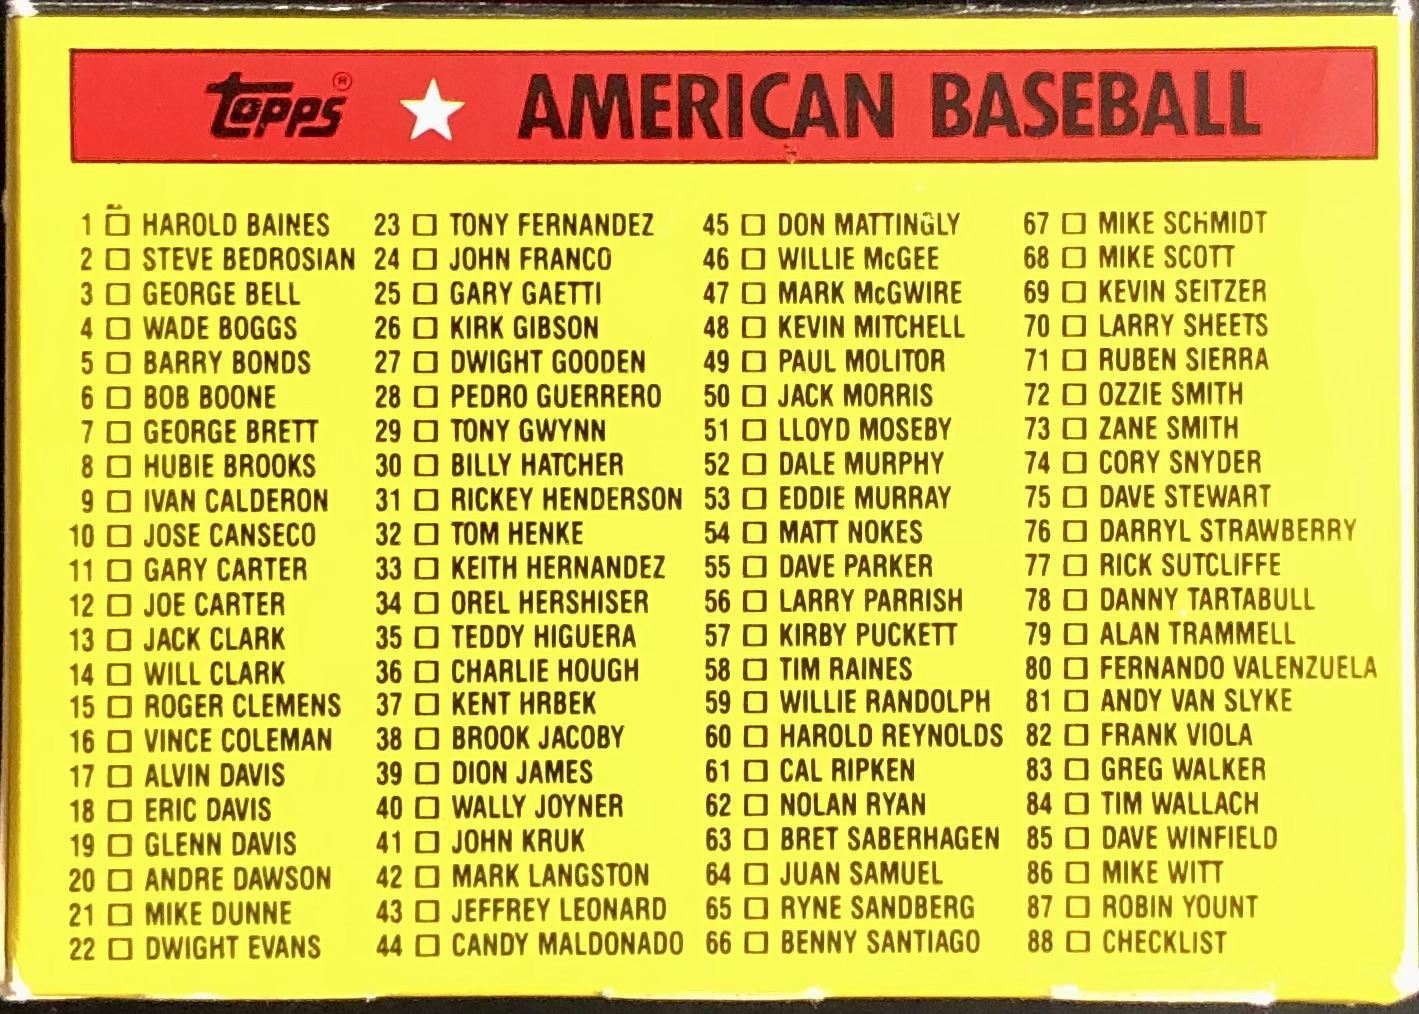 Topps® ★ AMERICAN BASEBALL
1 ☐ HAROLD BAINES
2 ☐ STEVE BEDROSIAN
3 ☐ GEORGE BELL
4 ☐ WADE BOGGS
5 ☐ BARRY BONDS
6 ☐ BOB BOONE
7 ☐ GEORGE BRETT
8 ☐ HUBIE BROOKS
9 ☐ IVAN CALDERON
10 ☐ JOSE CANSECO
11 ☐ GARY CARTER
12 ☐ JOE CARTER
13 ☐ JACK CLARK
14 ☐ WILL CLARK
15 ☐ ROGER CLEMENS
16 ☐ VINCE COLEMAN
17 ☐ ALVIN DAVIS
18 ☐ ERIC DAVIS
19 ☐ GLENN DAVIS
20 ☐ ANDRE DAWSON
21 ☐ MIKE DUNNE
22 ☐ DWIGHT EVANS
23 ☐ TONY FERNANDEZ
24 ☐ JOHN FRANCO
25 ☐ GARY GAETTI
26 ☐ KIRK GIBSON
27 ☐ DWIGHT GOODEN
28 ☐ PEDRO GUERRERO
29 ☐ TONY GWYNN
30 ☐ BILLY HATCHER
31 ☐ RICKEY HENDERSON
32 ☐ TOM HENKE
33 ☐ KEITH HERNANDEZ
34 ☐ OREL HERSHISER
35 ☐ TEDDY HIGUERA
36 ☐ CHARLIE HOUGH
37 ☐ KENT HRBEK
38 ☐ BROOK JACOBY
39 ☐ DION JAMES
40 ☐ WALLY JOYNER
41 ☐ JOHN KRUK
42 ☐ MARK LANGSTON
43 ☐ JEFFREY LEONARD
44 ☐ CANDY MALDONADO
45 ☐ DON MATTINGLY
46 ☐ WILLIE McGEE
47 ☐ MARK McGWIRE
48 ☐ KEVIN MITCHELL
49 ☐ PAUL MOLITOR
50 ☐ JACK MORRIS
51 ☐ LLOYD MOSEBY
52 ☐ DALE MURPHY
53 ☐ EDDIE MURRAY
54 ☐ MATT NOKES
55 ☐ DAVE PARKER
56 ☐ LARRY PARRISH
57 ☐ KIRBY PUCKETT
58 ☐ TIM RAINES
59 ☐ WILLIE RANDOLPH
60 ☐ HAROLD REYNOLDS
61 ☐ CAL RIPKEN
62 ☐ NOLAN RYAN
63 ☐ BRET SABERHAGEN
64 ☐ JUAN SAMUEL
65 ☐ RYNE SANDBERG
66 ☐ BENNY SANTIAGO
67 ☐ MIKE SCHMIDT
68 ☐ MIKE SCOTT
69 ☐ KEVIN SEITZER
70 ☐ LARRY SHEETS
71 ☐ RUBEN SIERRA
72 ☐ OZZIE SMITH
73 ☐ ZANE SMITH
74 ☐ CORY SNYDER
75 ☐ DAVE STEWART
76 ☐ DARRYL STRAWBERRY
77 ☐ RICK SUTCLIFFE
78 ☐ DANNY TARTABULL
79 ☐ ALAN TRAMMELL
80 ☐ FERNANDO VALENZUELA
81 ☐ ANDY VAN SLYKE
82 ☐ FRANK VIOLA
83 ☐ GREG WALKER
84 ☐ TIM WALLACH
85 ☐ DAVE WINFIELD
86 ☐ MIKE WITT
87 ☐ ROBIN YOUNT
88 ☐ CHECKLIST